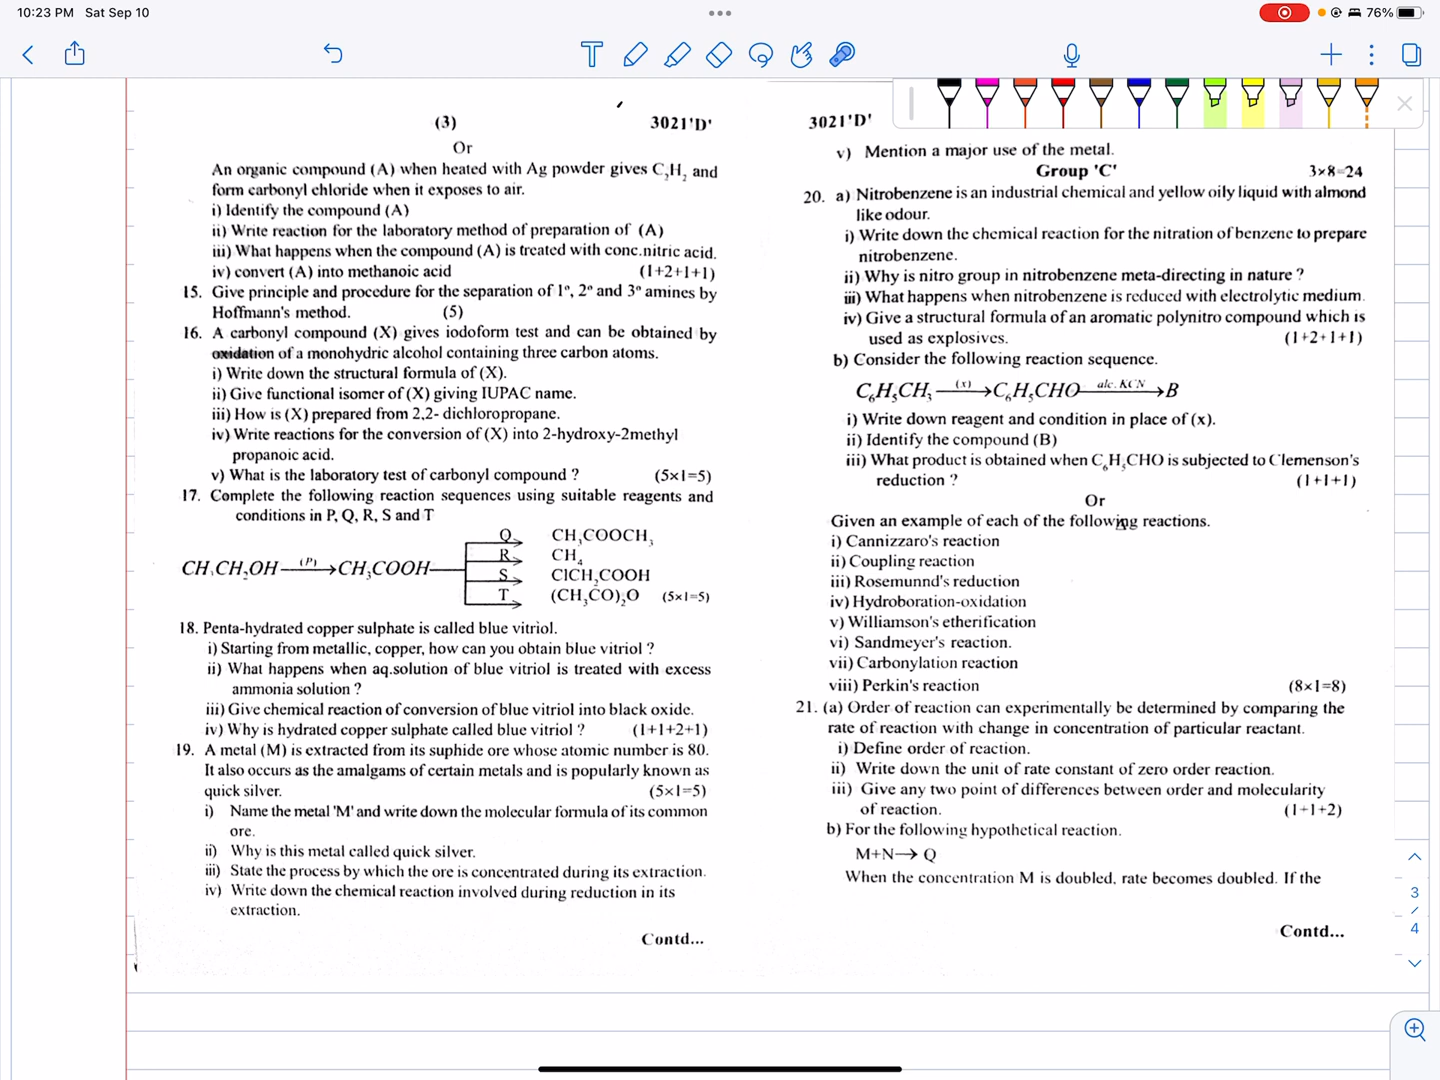 10:23 PM Sat Sep 10
76%
(3) 3021'D'
Or
An organic compound (A) when heated with Ag powder gives C₂H₂ and
form carbonyl chloride when it exposes to air.
i) Identify the compound (A)
ii) Write reaction for the laboratory method of preparation of (A)
iii) What happens when the compound (A) is treated with conc.nitric acid.
iv) convert (A) into methanoic acid (1+2+1+1)
15. Give principle and procedure for the separation of 1º, 2º and 3º amines by
Hoffmann's method. (5)
16. A carbonyl compound (X) gives iodoform test and can be obtained by
oxidation of a monohydric alcohol containing three carbon atoms.
i) Write down the structural formula of (X).
ii) Give functional isomer of (X) giving IUPAC name.
iii) How is (X) prepared from 2,2- dichloropropane.
iv) Write reactions for the conversion of (X) into 2-hydroxy-2methyl
propanoic acid.
v) What is the laboratory test of carbonyl compound ? (5×1=5)
17. Complete the following reaction sequences using suitable reagents and
conditions in P, Q, R, S and T
Q CH₃COOCH₃
R CH₄
CH₃CH₂OH —(P)→ CH₃COOH
S ClCH₂COOH
T (CH₃CO)₂O (5×1=5)
18. Penta-hydrated copper sulphate is called blue vitriol.
i) Starting from metallic, copper, how can you obtain blue vitriol ?
ii) What happens when aq.solution of blue vitriol is treated with excess
ammonia solution ?
iii) Give chemical reaction of conversion of blue vitriol into black oxide.
iv) Why is hydrated copper sulphate called blue vitriol ? (1+1+2+1)
19. A metal (M) is extracted from its suphide ore whose atomic number is 80.
It also occurs as the amalgams of certain metals and is popularly known as
quick silver. (5×1=5)
i) Name the metal 'M' and write down the molecular formula of its common
ore.
ii) Why is this metal called quick silver.
iii) State the process by which the ore is concentrated during its extraction.
iv) Write down the chemical reaction involved during reduction in its
extraction.
Contd...
3021'D'
v) Mention a major use of the metal.
Group 'C' 3×8=24
20. a) Nitrobenzene is an industrial chemical and yellow oily liquid with almond
like odour.
i) Write down the chemical reaction for the nitration of benzene to prepare
nitrobenzene.
ii) Why is nitro group in nitrobenzene meta-directing in nature ?
iii) What happens when nitrobenzene is reduced with electrolytic medium.
iv) Give a structural formula of an aromatic polynitro compound which is
used as explosives. (1+2+1+1)
b) Consider the following reaction sequence.
C₆H₅CH₃ —(x)→ C₆H₅CHO —alc. KCN→ B
i) Write down reagent and condition in place of (x).
ii) Identify the compound (B)
iii) What product is obtained when C₆H₅CHO is subjected to Clemenson's
reduction ? (1+1+1)
Or
Given an example of each of the following reactions.
i) Cannizzaro's reaction
ii) Coupling reaction
iii) Rosemunnd's reduction
iv) Hydroboration-oxidation
v) Williamson's etherification
vi) Sandmeyer's reaction.
vii) Carbonylation reaction
viii) Perkin's reaction (8×1=8)
21. (a) Order of reaction can experimentally be determined by comparing the
rate of reaction with change in concentration of particular reactant.
i) Define order of reaction.
ii) Write down the unit of rate constant of zero order reaction.
iii) Give any two point of differences between order and molecularity
of reaction. (1+1+2)
b) For the following hypothetical reaction.
M+N→ Q
When the concentration M is doubled, rate becomes doubled. If the
Contd...
3
/
4